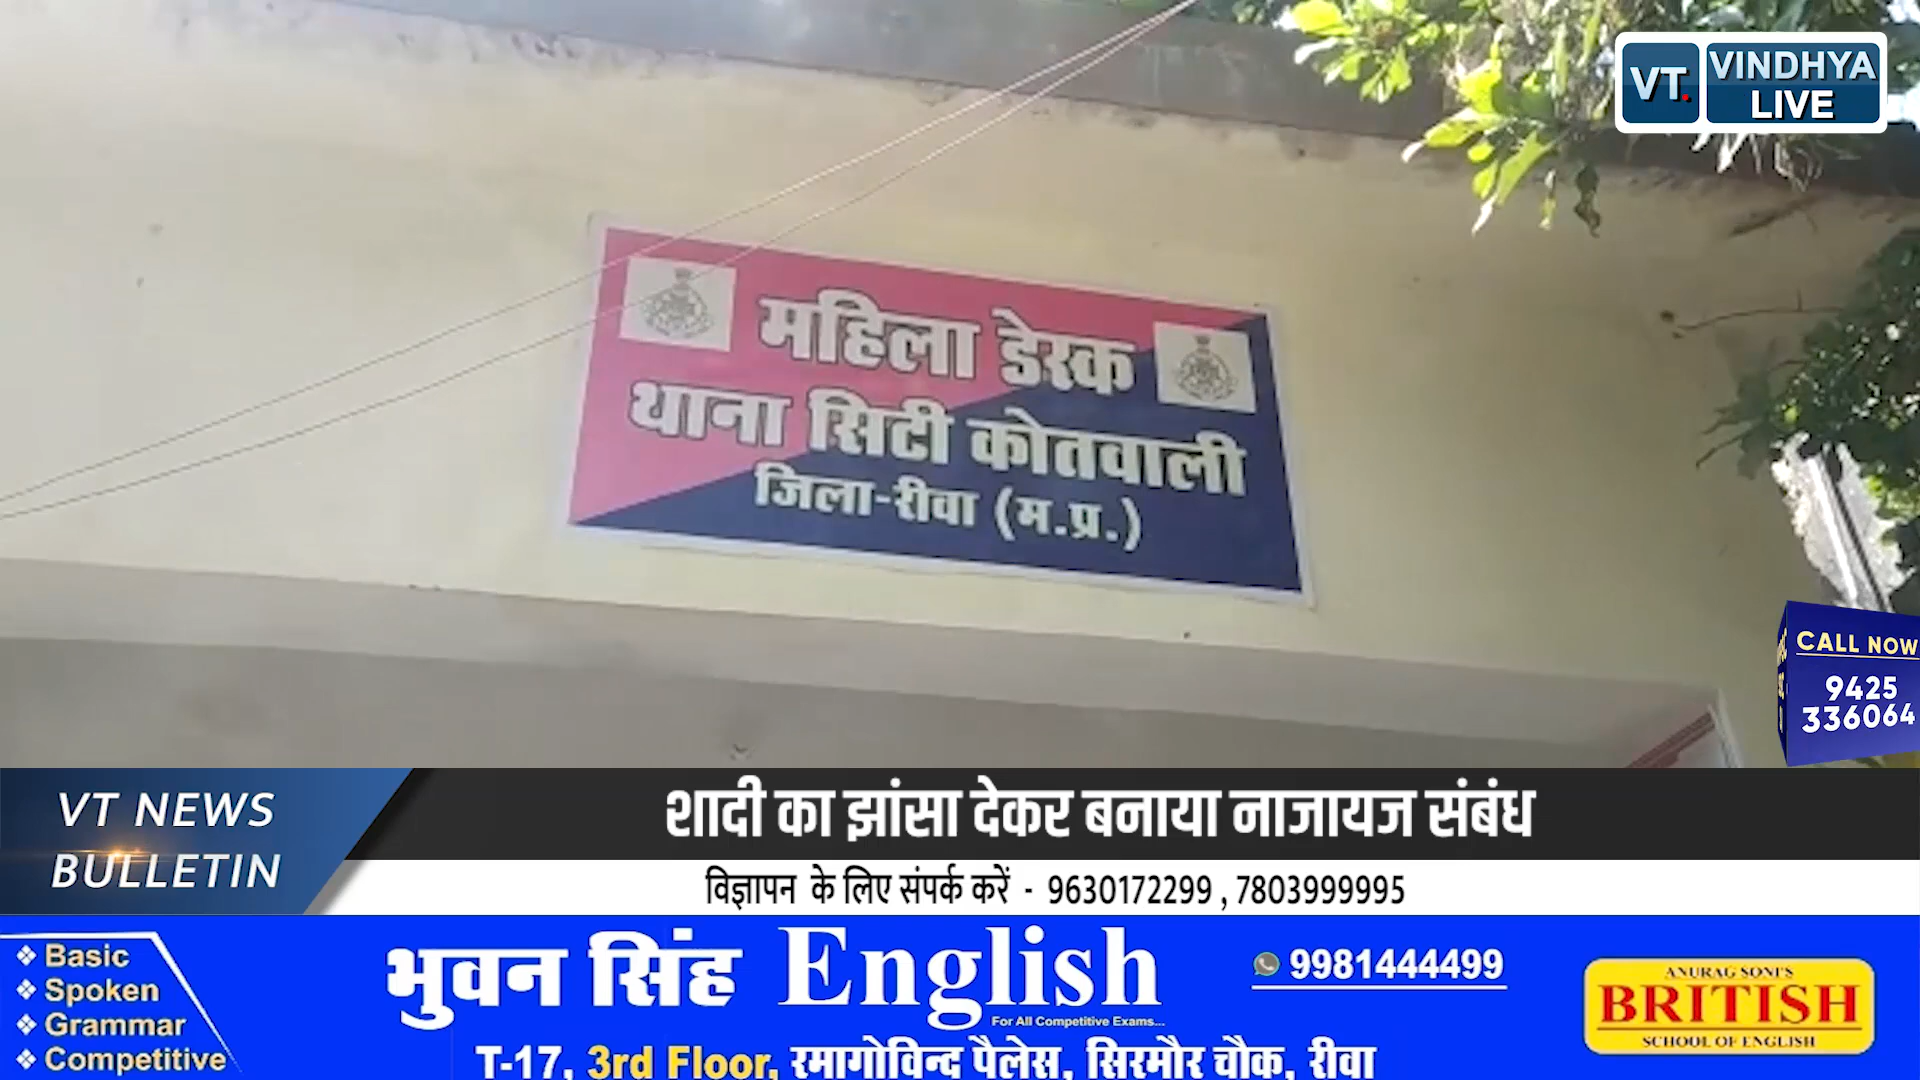 VT.
VINDHYA
LIVE
महिला डेस्क
थाना सिटी कोतवाली
जिला-रीवा (म.प्र.)
CALL NOW
9425
336064
VT NEWS
BULLETIN
शादी का झांसा देकर बनाया नाजायज संबंध
विज्ञापन के लिए संपर्क करें - 9630172299 , 7803999995
❖ Basic
❖ Spoken
❖ Grammar
❖ Competitive
भुवन सिंह English
For All Competitive Exams...
T-17, 3rd Floor, रमागोविन्द पैलेस, सिरमौर चौक, रीवा
9981444499
ANURAG SONI'S
BRITISH
SCHOOL OF ENGLISH